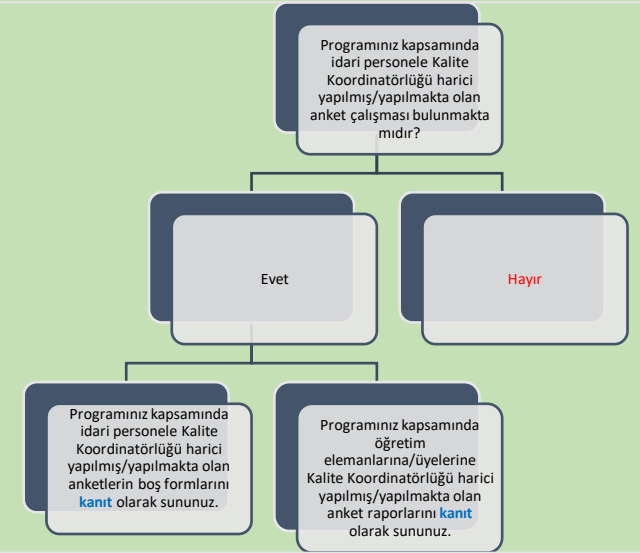 Programınız kapsamında
idari personele Kalite
Koordinatörlüğü harici
yapılmış/yapılmakta olan
anket çalışması bulunmakta
mıdır?
Evet
Hayır
Programınız kapsamında
idari personele Kalite
Koordinatörlüğü harici
yapılmış/yapılmakta olan
anketlerin boş formlarını
kanıt olarak sununuz.
Programınız kapsamında
öğretim
elemanlarına/üyelerine
Kalite Koordinatörlüğü harici
yapılmış/yapılmakta olan
anket raporlarını kanıt
olarak sununuz.